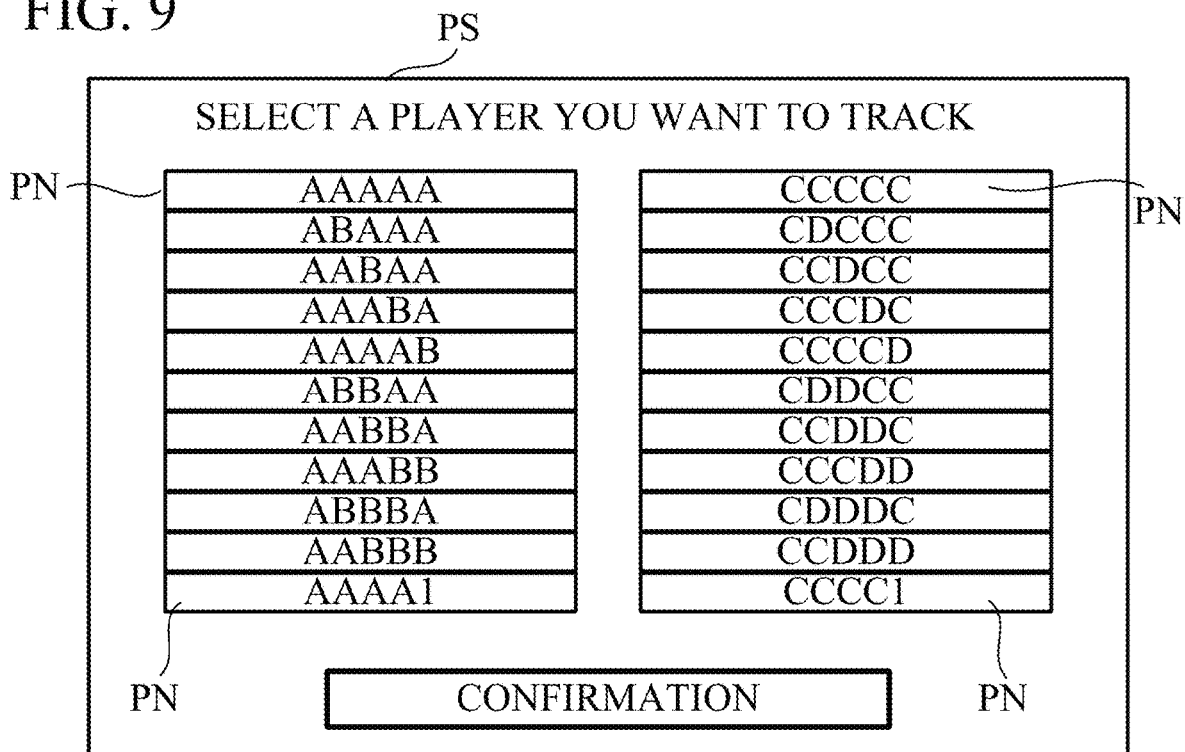 FIG. 9
PS
SELECT A PLAYER YOU WANT TO TRACK
PN
PN
AAAAA
ABAAA
AABAA
AAABA
AAAAB
ABBAA
AABBA
AAABB
ABBBA
AABBB
AAAA1
CCCCC
CDCCC
CCDCC
CCCDC
CCCCD
CDDCC
CCDDC
CCCDD
CDDDC
CCDDD
CCCC1
PN
PN
CONFIRMATION